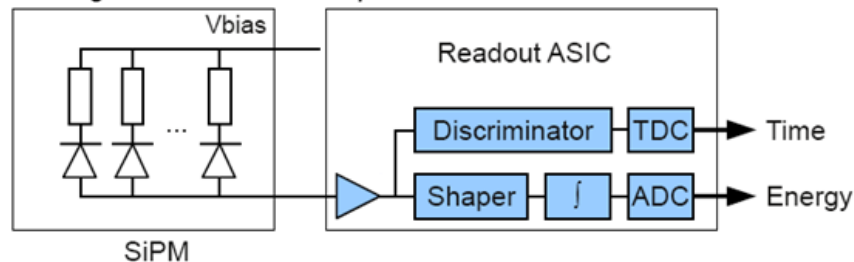 Vbias
Readout ASIC
...
Discriminator TDC Time
Shaper ∫ ADC Energy
SiPM